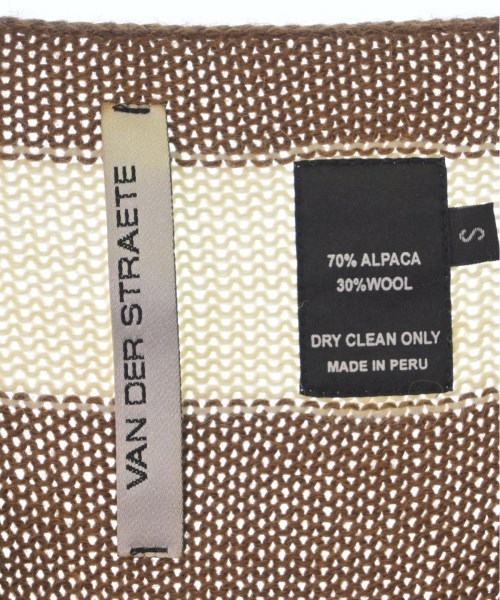 VAN DER STRAETE
70% ALPACA
30%WOOL
DRY CLEAN ONLY
MADE IN PERU
S